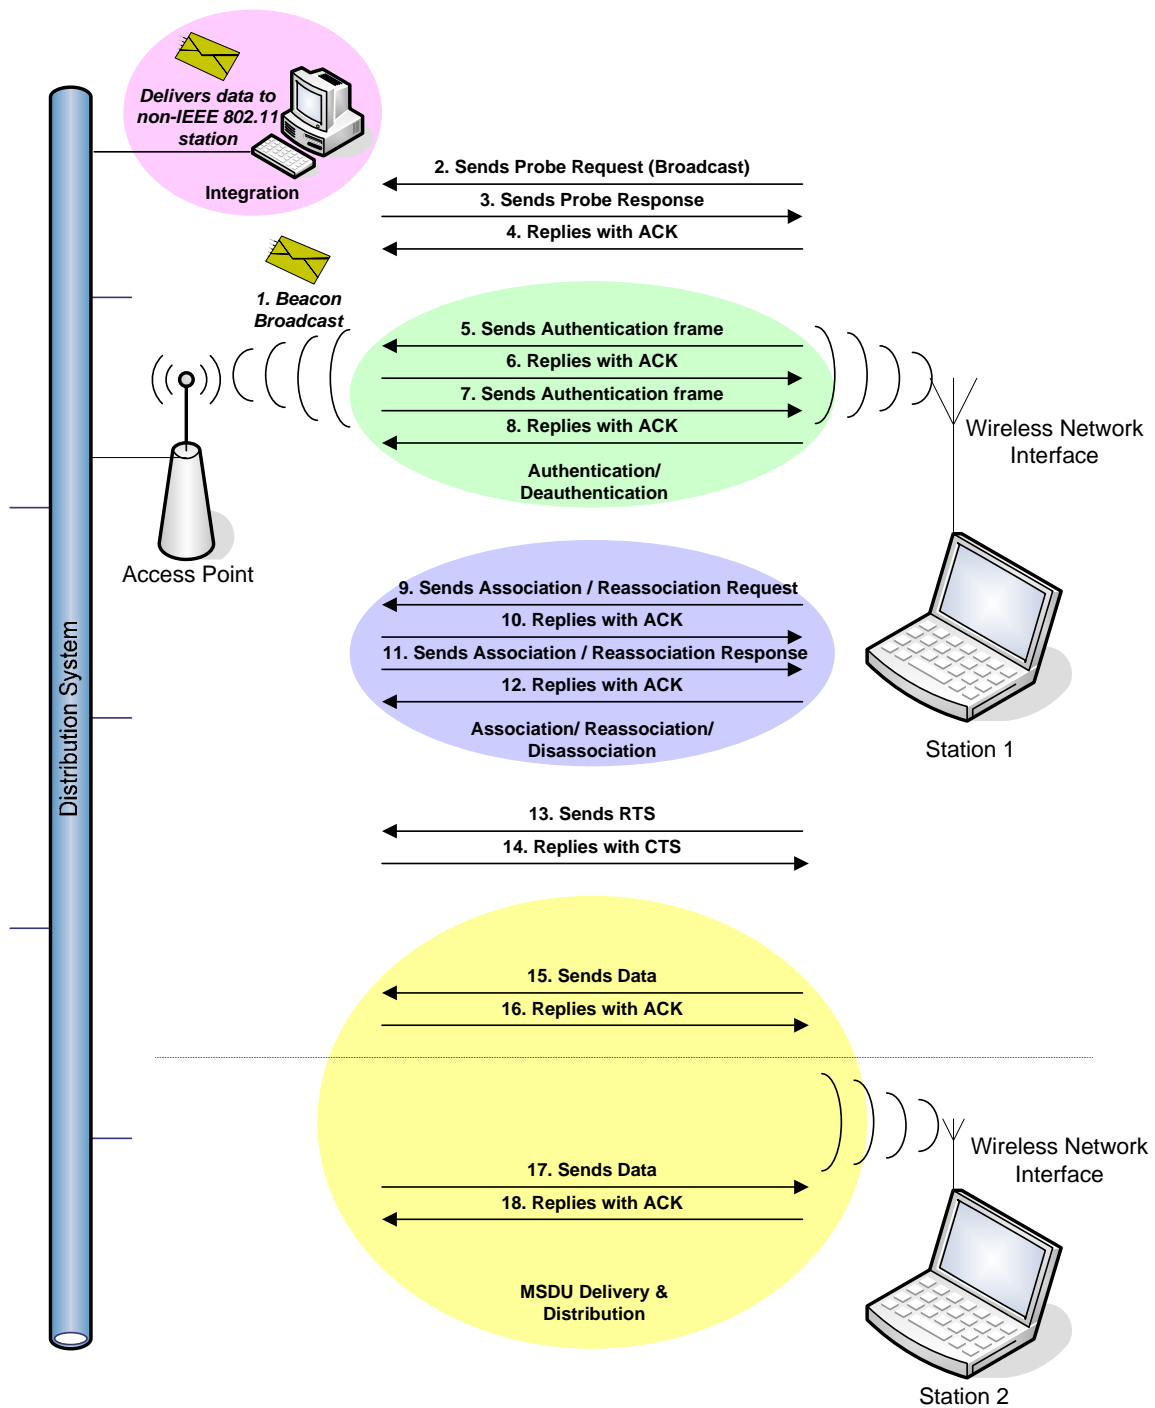 Delivers data to
non-IEEE 802.11
station
Integration
2. Sends Probe Request (Broadcast)
3. Sends Probe Response
4. Replies with ACK
1. Beacon
Broadcast
5. Sends Authentication frame
6. Replies with ACK
7. Sends Authentication frame
8. Replies with ACK
Authentication/
Deauthentication
Wireless Network
Interface
Access Point
9. Sends Association / Reassociation Request
10. Replies with ACK
11. Sends Association / Reassociation Response
12. Replies with ACK
Association/ Reassociation/
Disassociation
Station 1
Distribution System
13. Sends RTS
14. Replies with CTS
15. Sends Data
16. Replies with ACK
Wireless Network
Interface
17. Sends Data
18. Replies with ACK
MSDU Delivery &
Distribution
Station 2